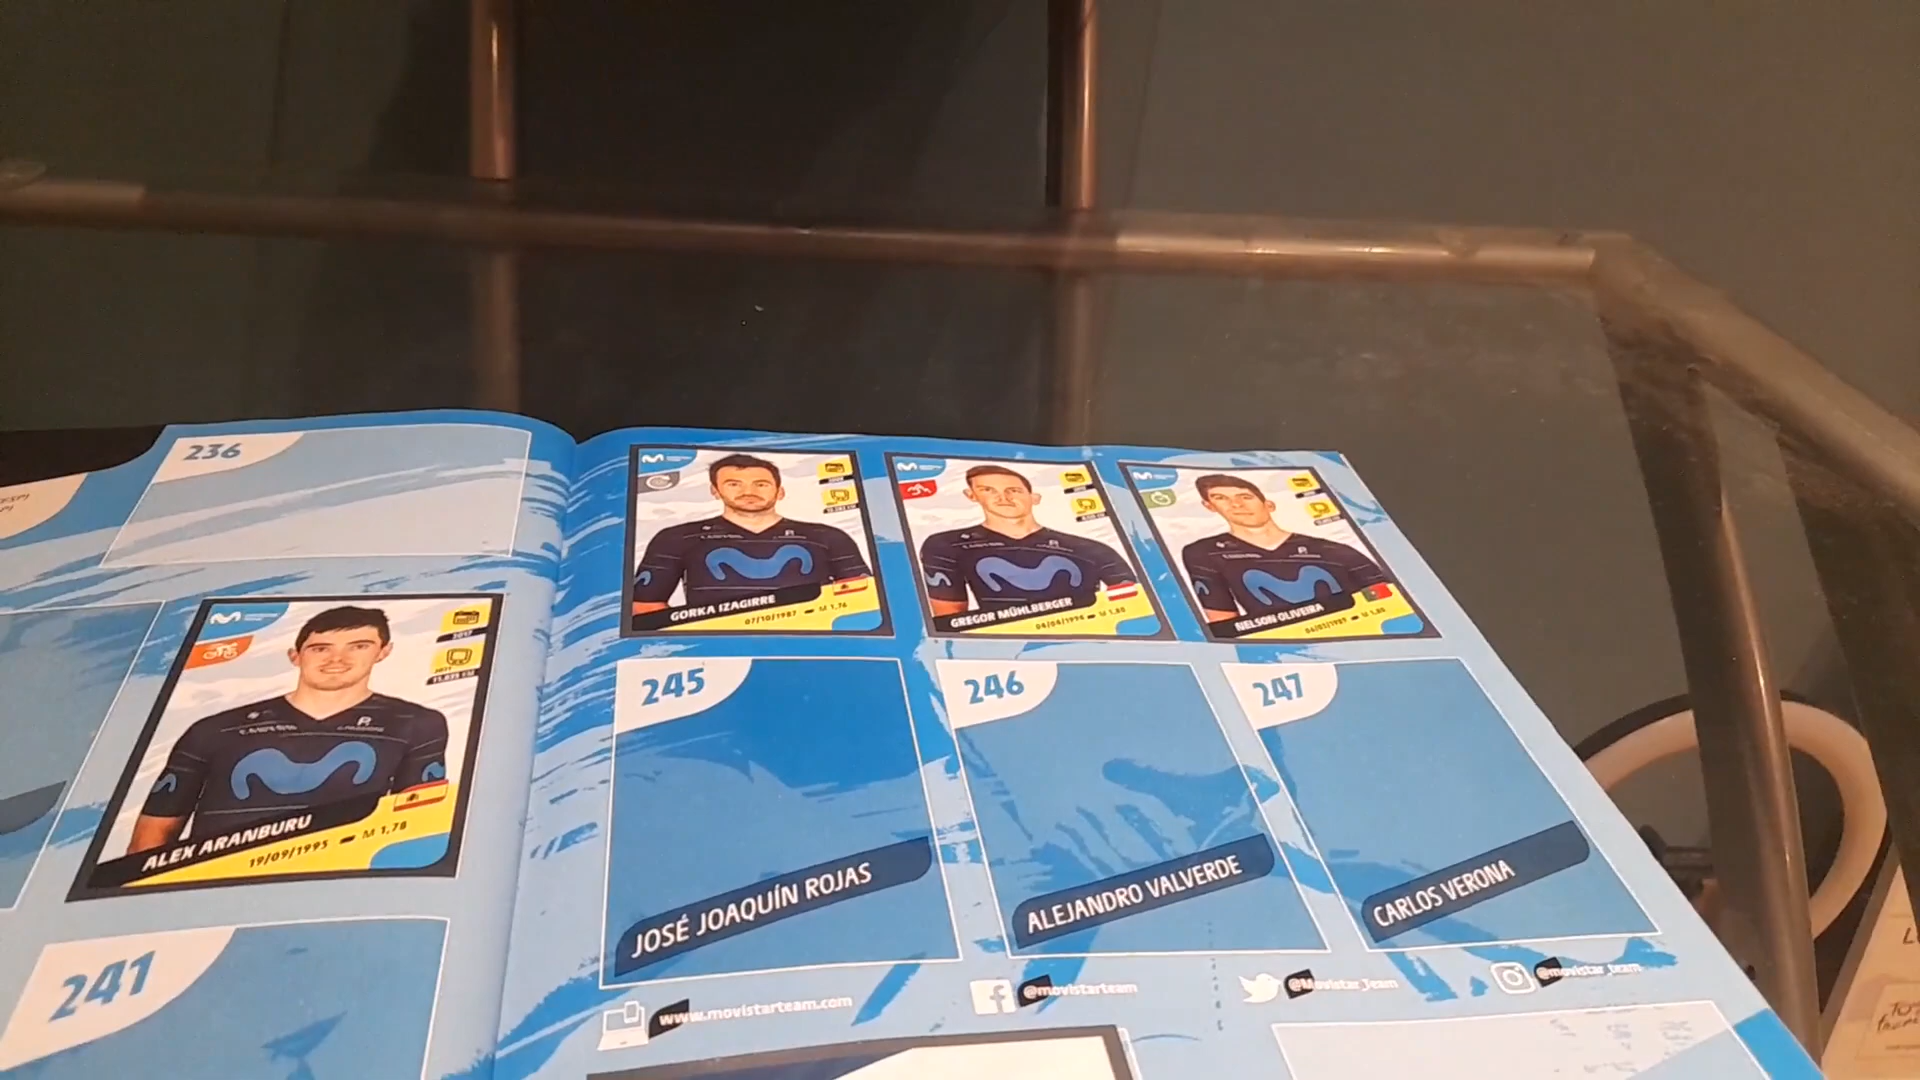 236
ALEX ARANBURU
19/09/1995 M 1,78
2017
241
GORKA IZAGIRRE
07/10/1987 M 1,76
GREGOR MÜHLBERGER
04/04/1994 M 1,80
NELSON OLIVEIRA
06/03/1989 M 1,80
245
JOSÉ JOAQUÍN ROJAS
246
ALEJANDRO VALVERDE
247
CARLOS VERONA
www.movistarteam.com
@movistarteam
@Movistar_Team
@movistar_team